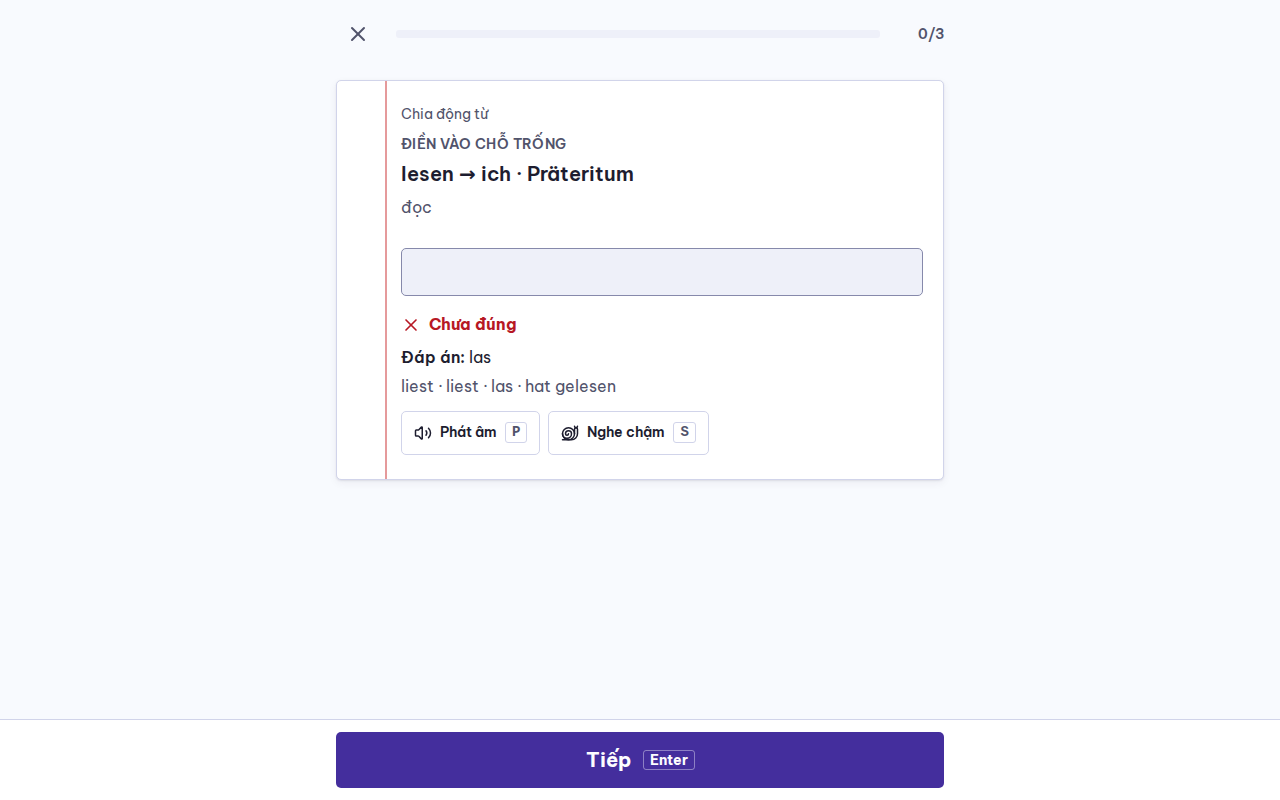 0/3
Chia động từ
ĐIỀN VÀO CHỖ TRỐNG
lesen → ich · Präteritum
đọc
Chưa đúng
Đáp án: las
liest · liest · las · hat gelesen
Phát âm P Nghe chậm S
Tiếp Enter